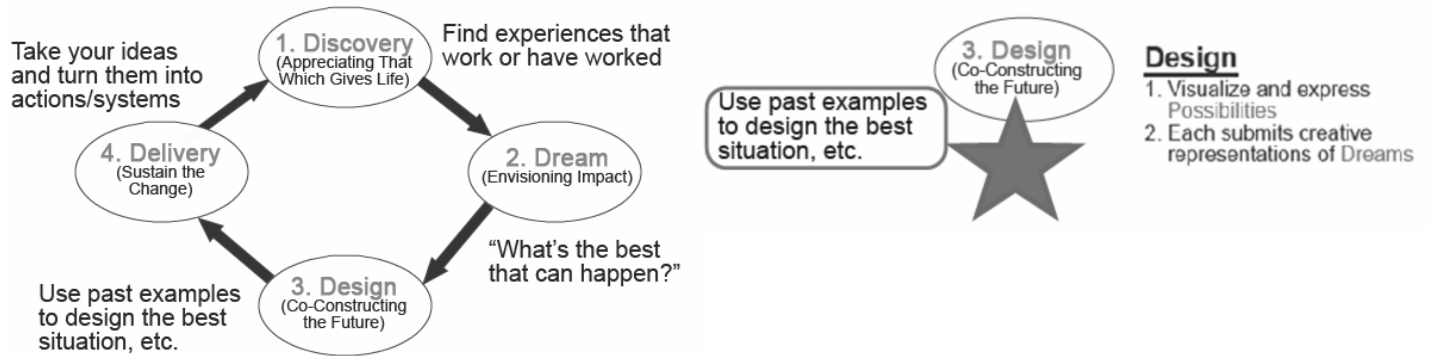 1. Discovery
(Appreciating That
Which Gives Life)
Find experiences that
work or have worked
2. Dream
(Envisioning Impact)
“What’s the best
that can happen?”
3. Design
(Co-Constructing
the Future)
Use past examples
to design the best
situation, etc.
4. Delivery
(Sustain the
Change)
Take your ideas
and turn them into
actions/systems
3. Design
(Co-Constructing
the Future)
Use past examples
to design the best
situation, etc.
Design
1. Visualize and express
Possibilities
2. Each submits creative
representations of Dreams